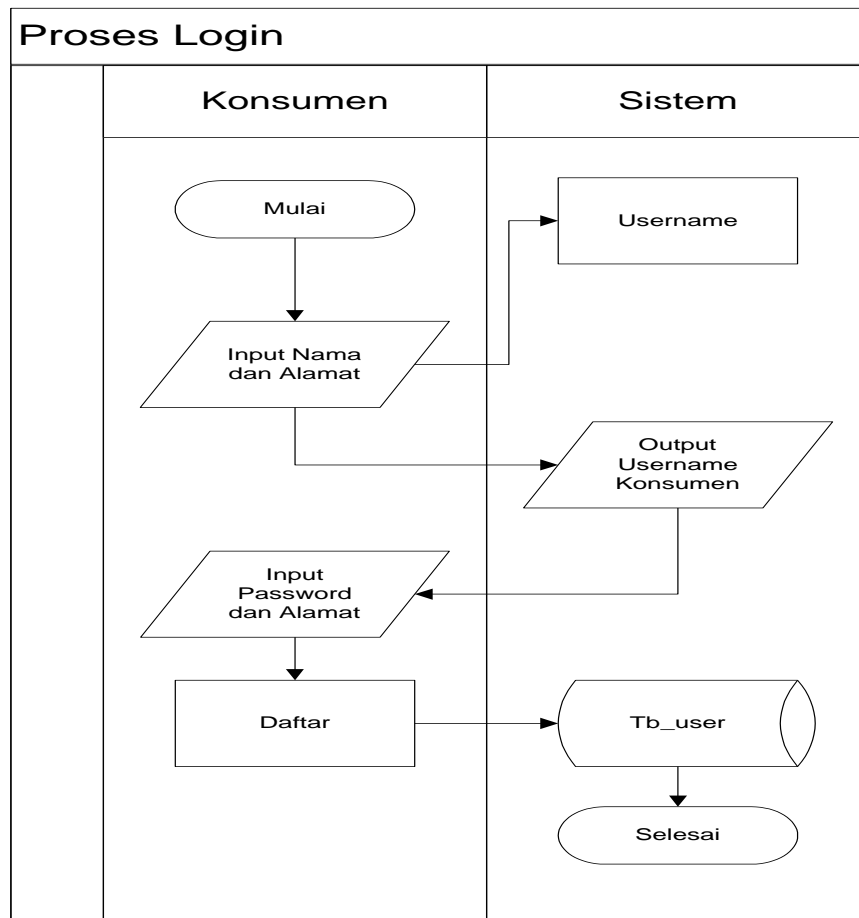 Proses Login
Konsumen
Sistem
Mulai
Username
Input Nama
dan Alamat
Output
Username
Konsumen
Input
Password
dan Alamat
Daftar
Tb_user
Selesai